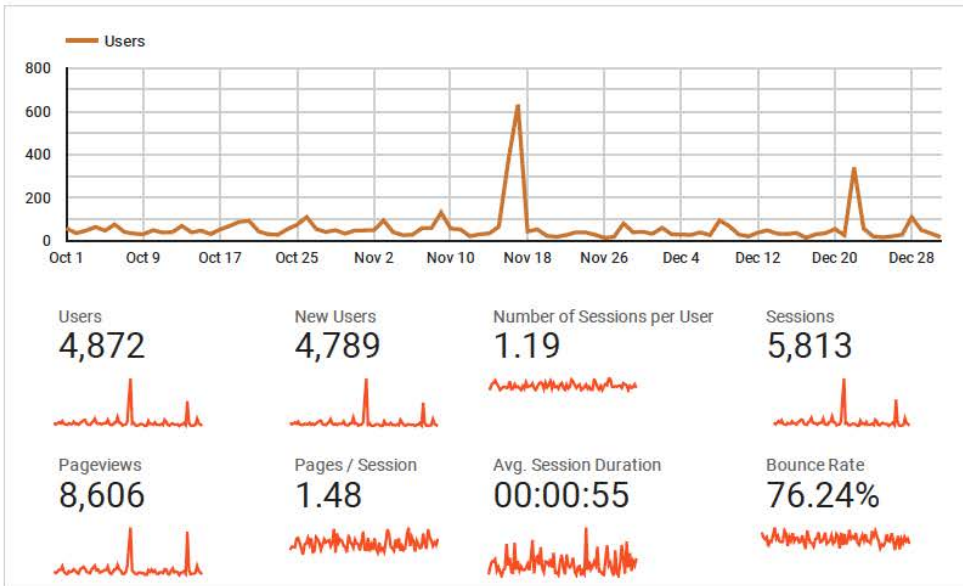 Users
800
600
400
200
0
Oct 1 Oct 9 Oct 17 Oct 25 Nov 2 Nov 10 Nov 18 Nov 26 Dec 4 Dec 12 Dec 20 Dec 28
Users New Users Number of Sessions per User Sessions
4,872 4,789 1.19 5,813
Pageviews Pages / Session Avg. Session Duration Bounce Rate
8,606 1.48 00:00:55 76.24%